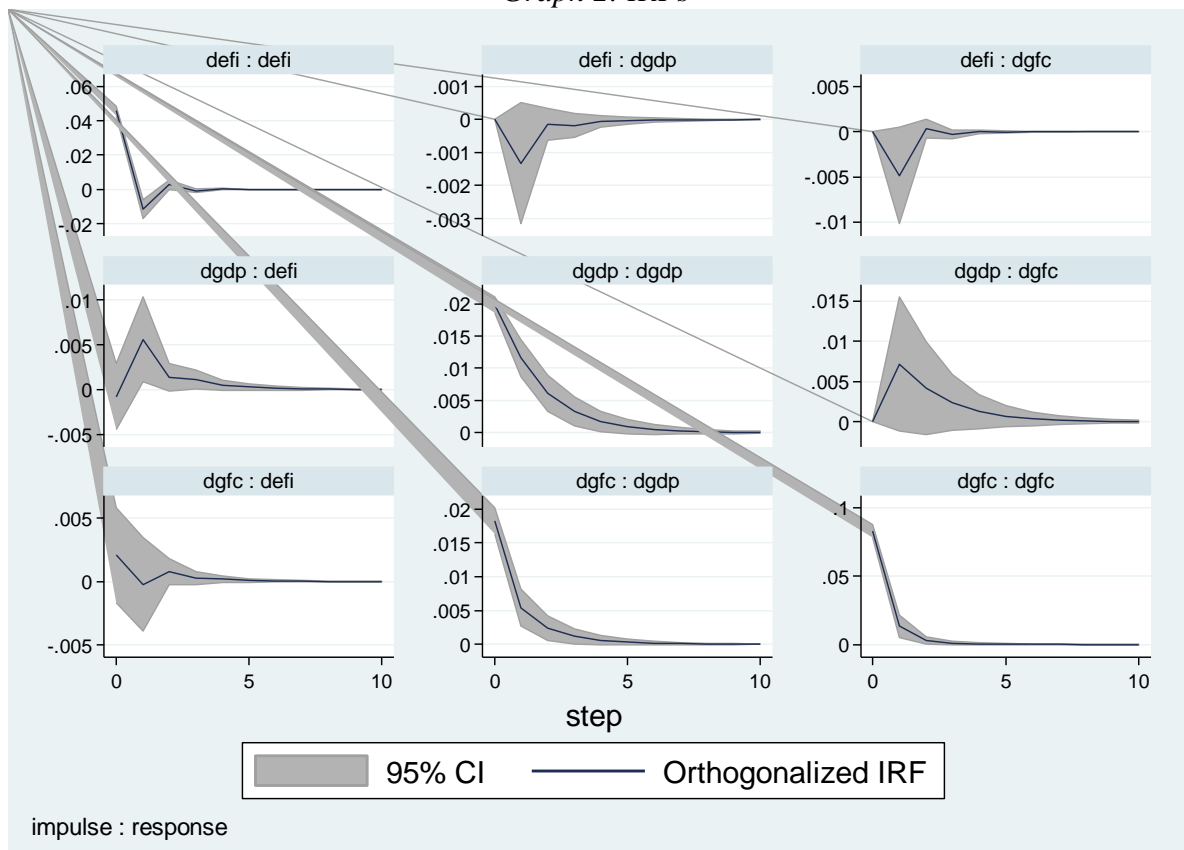 Graph 2: IRFs
defi : defi
defi : dgdp
defi : dgfc
.06
.04
.02
0
-.02
.001
0
-.001
-.002
-.003
.005
0
-.005
-.01
dgdp : defi
dgdp : dgdp
dgdp : dgfc
.01
.005
0
-.005
.02
.015
.01
.005
0
.015
.01
.005
0
dgfc : defi
dgfc : dgdp
dgfc : dgfc
.005
0
-.005
.02
.015
.01
.005
0
.1
.05
0
0 5 10
0 5 10
0 5 10
step
95% CI
Orthogonalized IRF
impulse : response